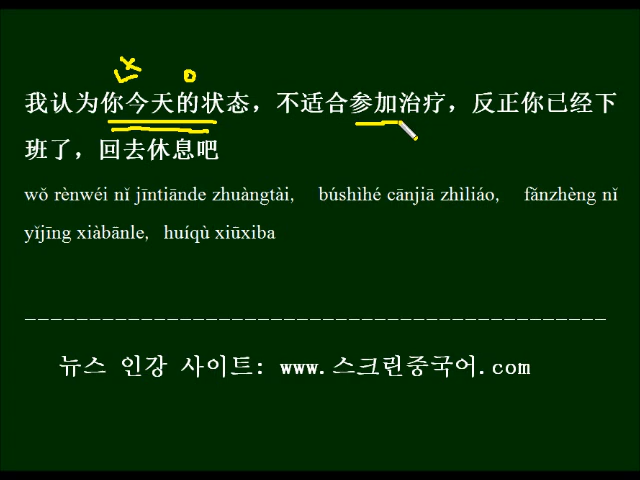 我认为你今天的状态，不适合参加治疗，反正你已经下
班了，回去休息吧
wǒ rènwéi nǐ jīntiānde zhuàngtài, búshìhé cānjiā zhìliáo, fǎnzhèng nǐ
yǐjīng xiàbānle, huíqù xiūxiba
뉴스 인강 사이트: www.스크린중국어.com